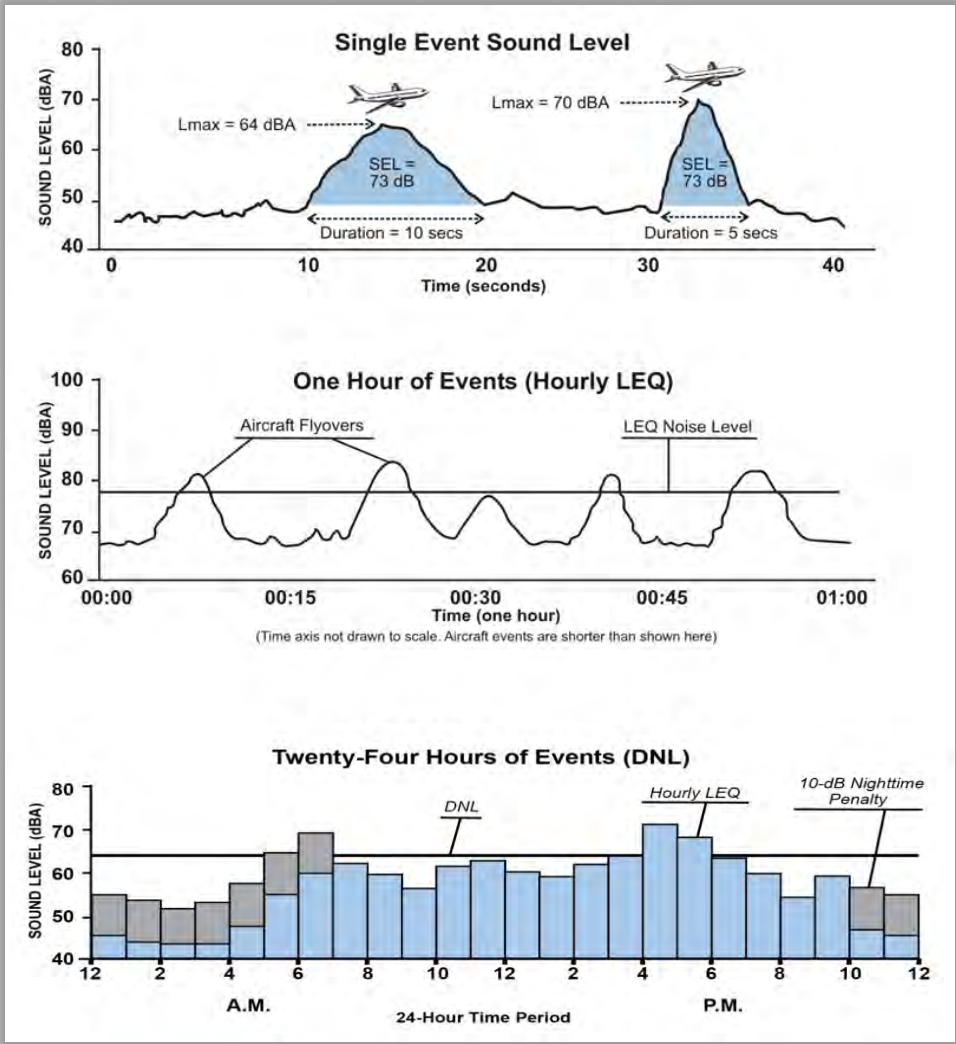 Single Event Sound Level
SOUND LEVEL (dBA)
80
70
60
50
40
Lmax = 64 dBA
Lmax = 70 dBA
SEL =
73 dB
SEL =
73 dB
Duration = 10 secs
Duration = 5 secs
0 10 20 30 40
Time (seconds)
One Hour of Events (Hourly LEQ)
SOUND LEVEL (dBA)
100
90
80
70
60
Aircraft Flyovers
LEQ Noise Level
00:00 00:15 00:30 00:45 01:00
Time (one hour)
(Time axis not drawn to scale. Aircraft events are shorter than shown here)
Twenty-Four Hours of Events (DNL)
SOUND LEVEL (dBA)
80
70
60
50
40
DNL
Hourly LEQ
10-dB Nighttime
Penalty
12 2 4 6 8 10 12 2 4 6 8 10 12
A.M. P.M.
24-Hour Time Period